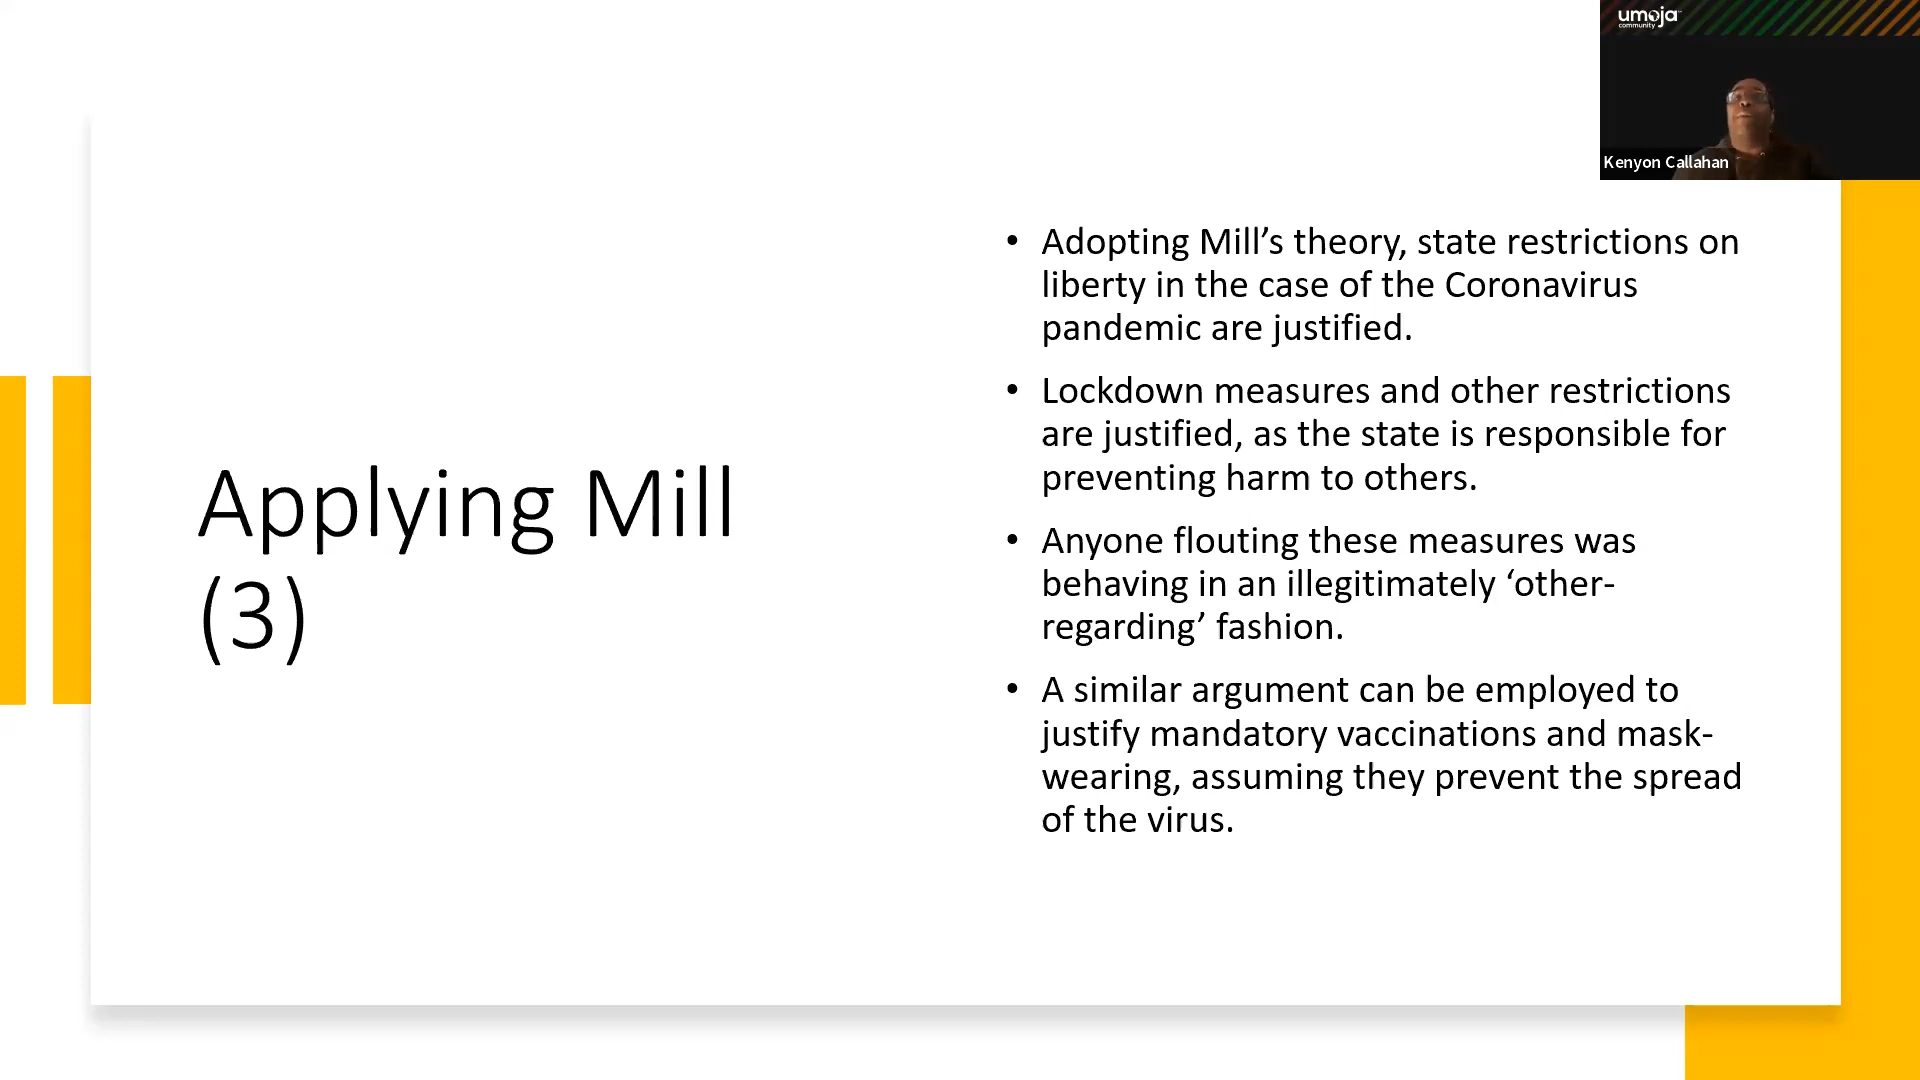 umoja
community
Kenyon Callahan
Applying Mill
(3)
• Adopting Mill’s theory, state restrictions on
liberty in the case of the Coronavirus
pandemic are justified.
• Lockdown measures and other restrictions
are justified, as the state is responsible for
preventing harm to others.
• Anyone flouting these measures was
behaving in an illegitimately ‘other-
regarding’ fashion.
• A similar argument can be employed to
justify mandatory vaccinations and mask-
wearing, assuming they prevent the spread
of the virus.